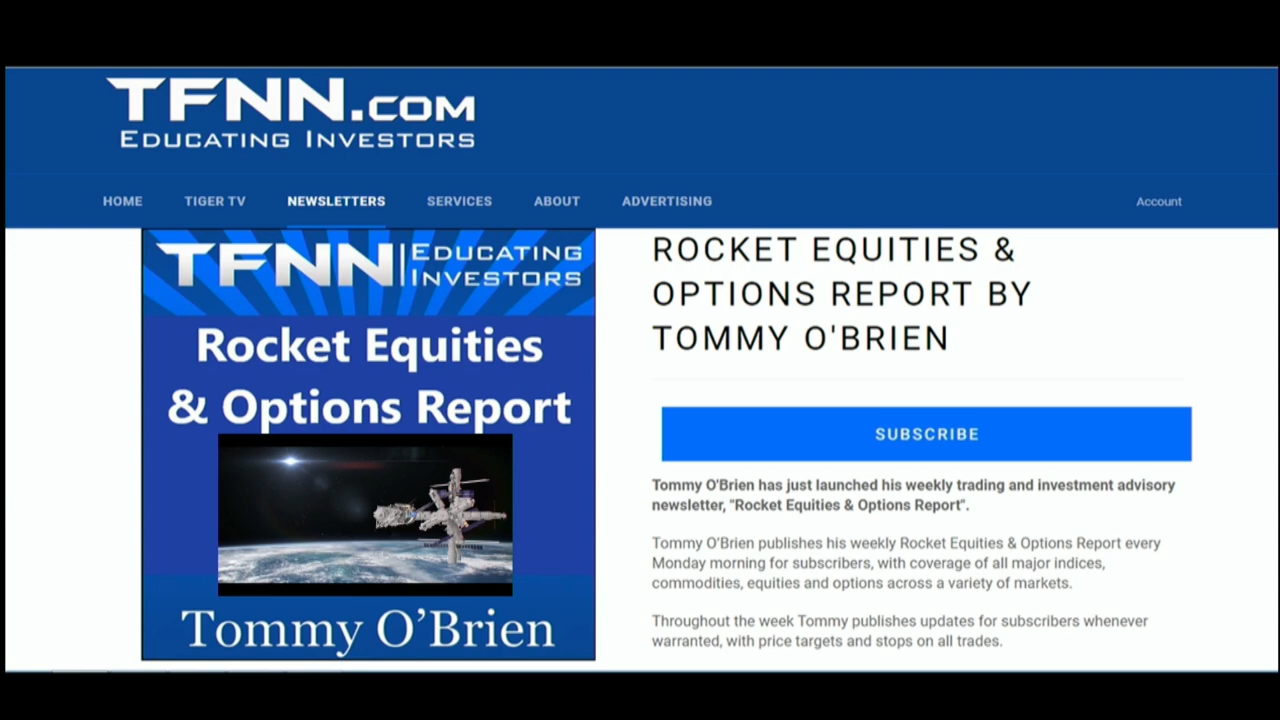 TFNN.COM
EDUCATING INVESTORS
HOME TIGER TV NEWSLETTERS SERVICES ABOUT ADVERTISING Account
TFNN EDUCATING
INVESTORS
Rocket Equities
& Options Report
Tommy O’Brien
ROCKET EQUITIES &
OPTIONS REPORT BY
TOMMY O'BRIEN
SUBSCRIBE
Tommy O'Brien has just launched his weekly trading and investment advisory
newsletter, "Rocket Equities & Options Report".
Tommy O’Brien publishes his weekly Rocket Equities & Options Report every
Monday morning for subscribers, with coverage of all major indices,
commodities, equities and options across a variety of markets.
Throughout the week Tommy publishes updates for subscribers whenever
warranted, with price targets and stops on all trades.